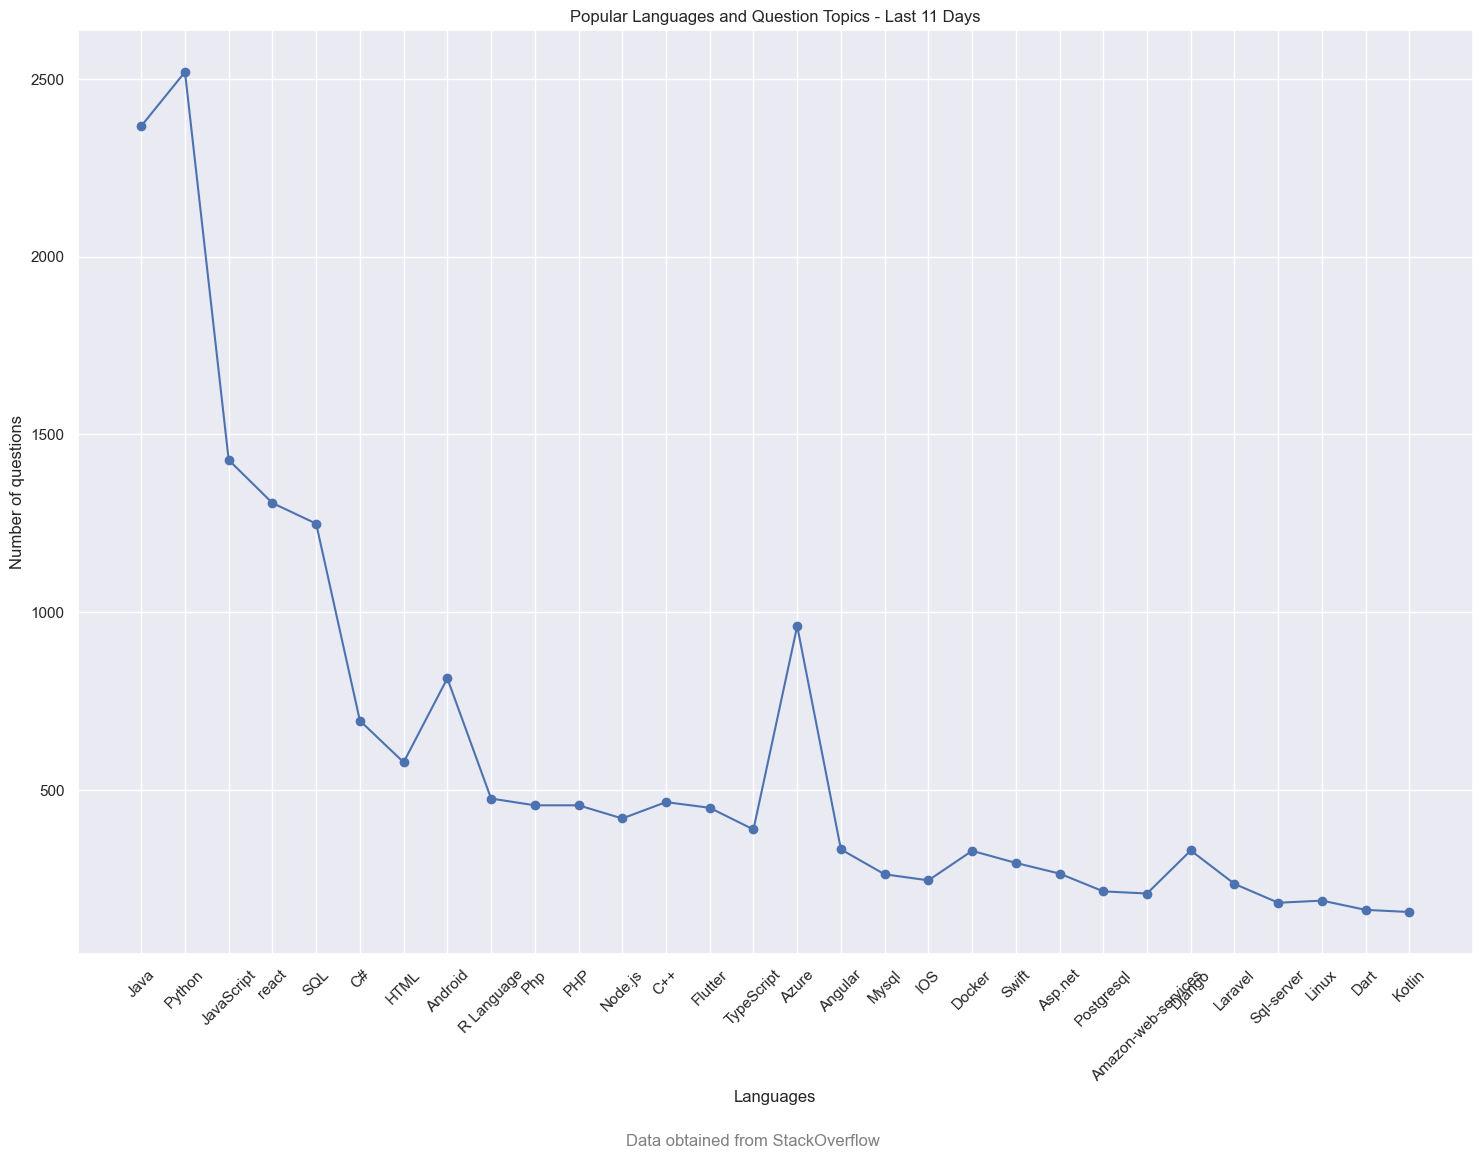 Popular Languages and Question Topics - Last 11 Days
Number of questions
2500
2000
1500
1000
500
Java
Python
JavaScript
react
SQL
C#
HTML
Android
R Language
Php
PHP
Node.js
C++
Flutter
TypeScript
Azure
Angular
Mysql
IOS
Docker
Swift
Asp.net
Postgresql
Amazon-web-services
Django
Laravel
Sql-server
Linux
Dart
Kotlin
Languages
Data obtained from StackOverflow